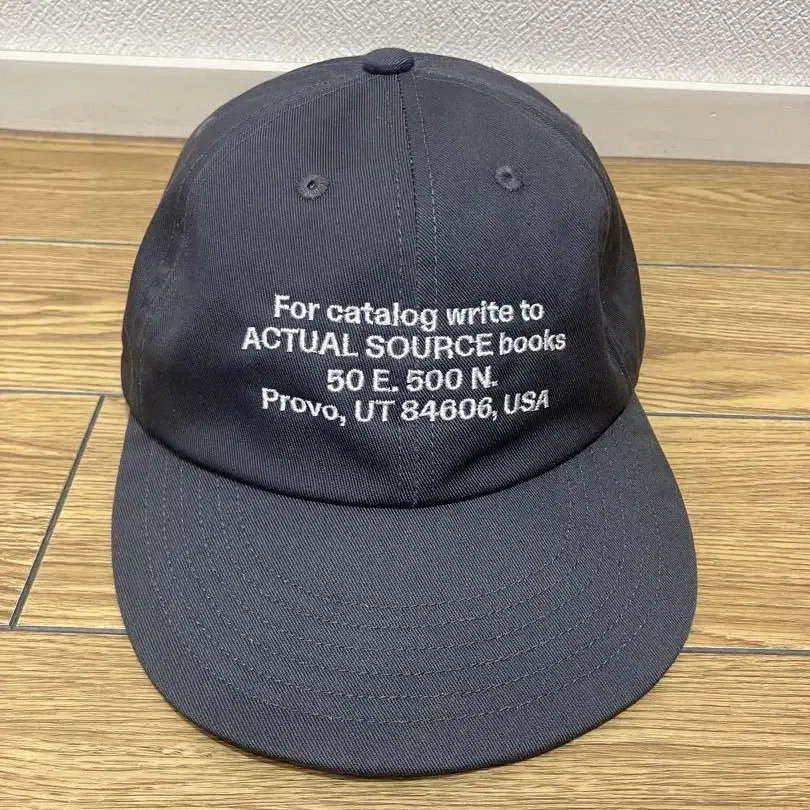 For catalog write to
ACTUAL SOURCE books
50 E. 500 N.
Provo, UT 84606, USA